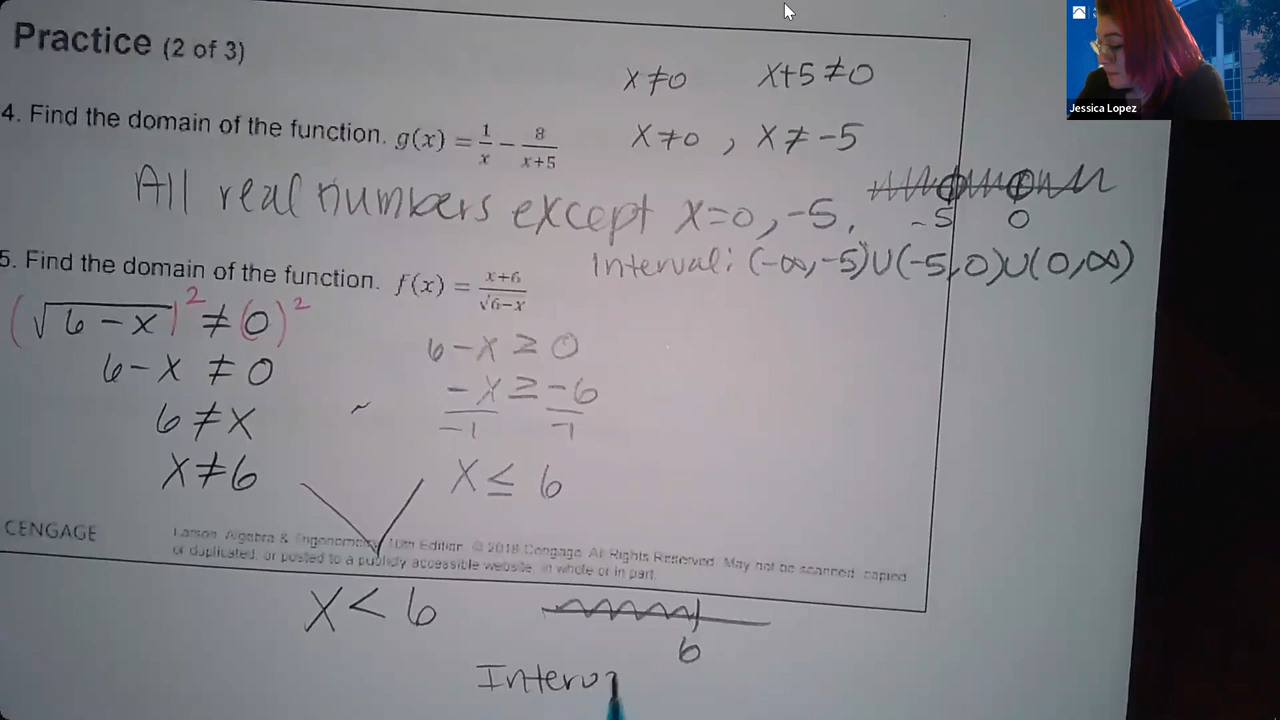 Practice (2 of 3)
x≠0 x+5≠0
4. Find the domain of the function. g(x) = 1/x − 8/(x+5)
x≠0 , x≠-5
All real numbers except x=0,-5.
-5 0
Interval: (-∞,-5)∪(-5,0)∪(0,∞)
5. Find the domain of the function. f(x) = (x+6)/√(6−x)
(√(6-x))² ≠ (0)²
6-x ≥ 0
6-x ≠ 0
-x ≥ -6
-1 -1
6≠x
x≠6
x ≤ 6
CENGAGE
Larson, Algebra & Trigonometry, 10th Edition. © 2018 Cengage. All Rights Reserved. May not be scanned, copied
or duplicated, or posted to a publicly accessible website, in whole or in part.
x < 6
6
Interva
Jessica Lopez